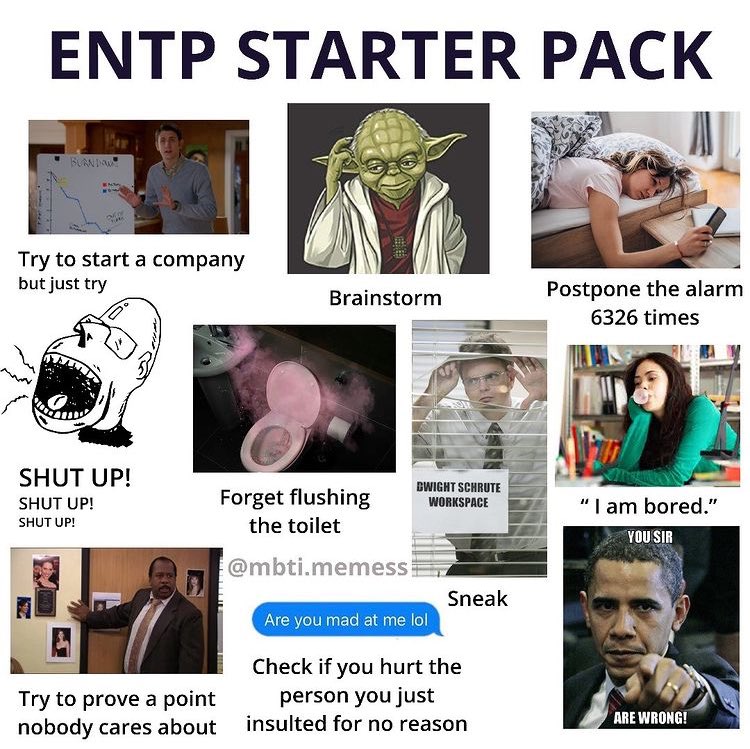 ENTP STARTER PACK
BURNDOWN
Try to start a company
but just try
Brainstorm
Postpone the alarm
6326 times
SHUT UP!
SHUT UP!
SHUT UP!
Forget flushing
the toilet
DWIGHT SCHRUTE
WORKSPACE
Sneak
“ I am bored.”
@mbti.memess
Try to prove a point
nobody cares about
Are you mad at me lol
Check if you hurt the
person you just
insulted for no reason
YOU SIR
ARE WRONG!